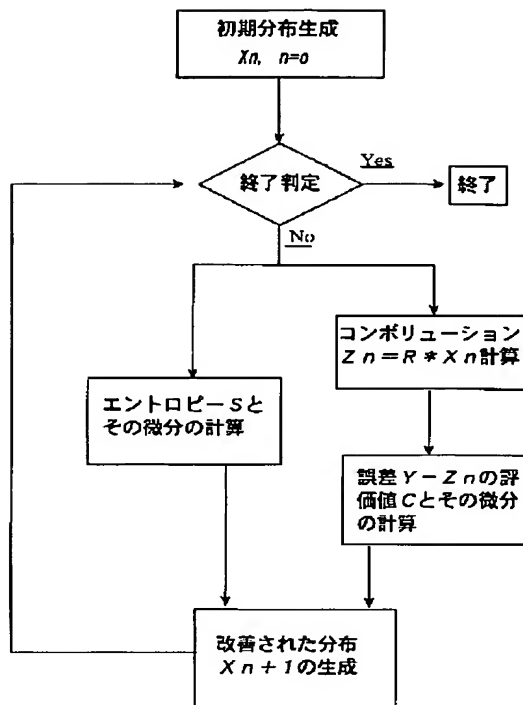 初期分布生成
Xn, n=o
終了判定
Yes
終了
No
コンボリューション
Zn=R*Xn計算
エントロピーSと
その微分の計算
誤差Y-Znの評
価値Cとその微分
の計算
改善された分布
Xn+1の生成